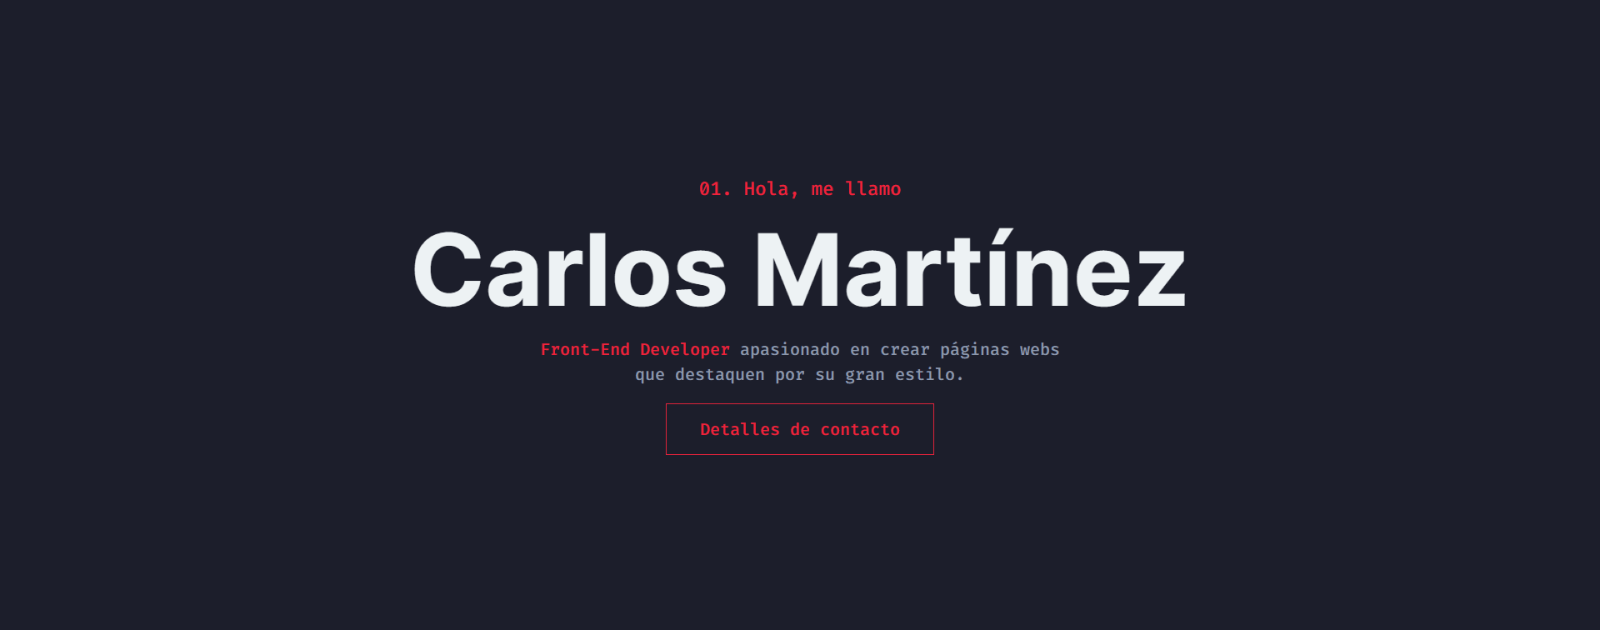 01. Hola, me llamo
Carlos Martínez
Front-End Developer apasionado en crear páginas webs
que destaquen por su gran estilo.
Detalles de contacto